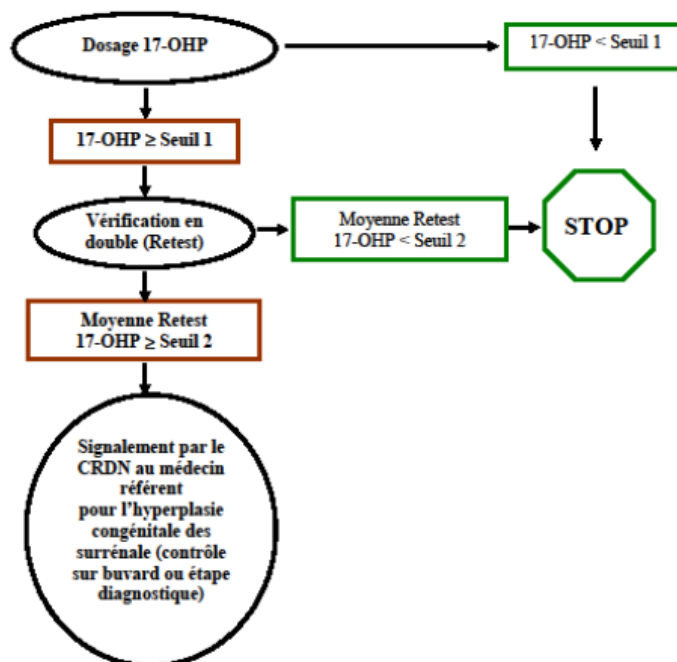 Dosage 17-OHP
17-OHP < Seuil 1
17-OHP ≥ Seuil 1
Vérification en
double (Retest)
Moyenne Retest
17-OHP < Seuil 2
STOP
Moyenne Retest
17-OHP ≥ Seuil 2
Signalement par le
CRDN au médecin
référent
pour l'hyperplasie
congénitale des
surrénale (contrôle
sur buvard ou étape
diagnostique)